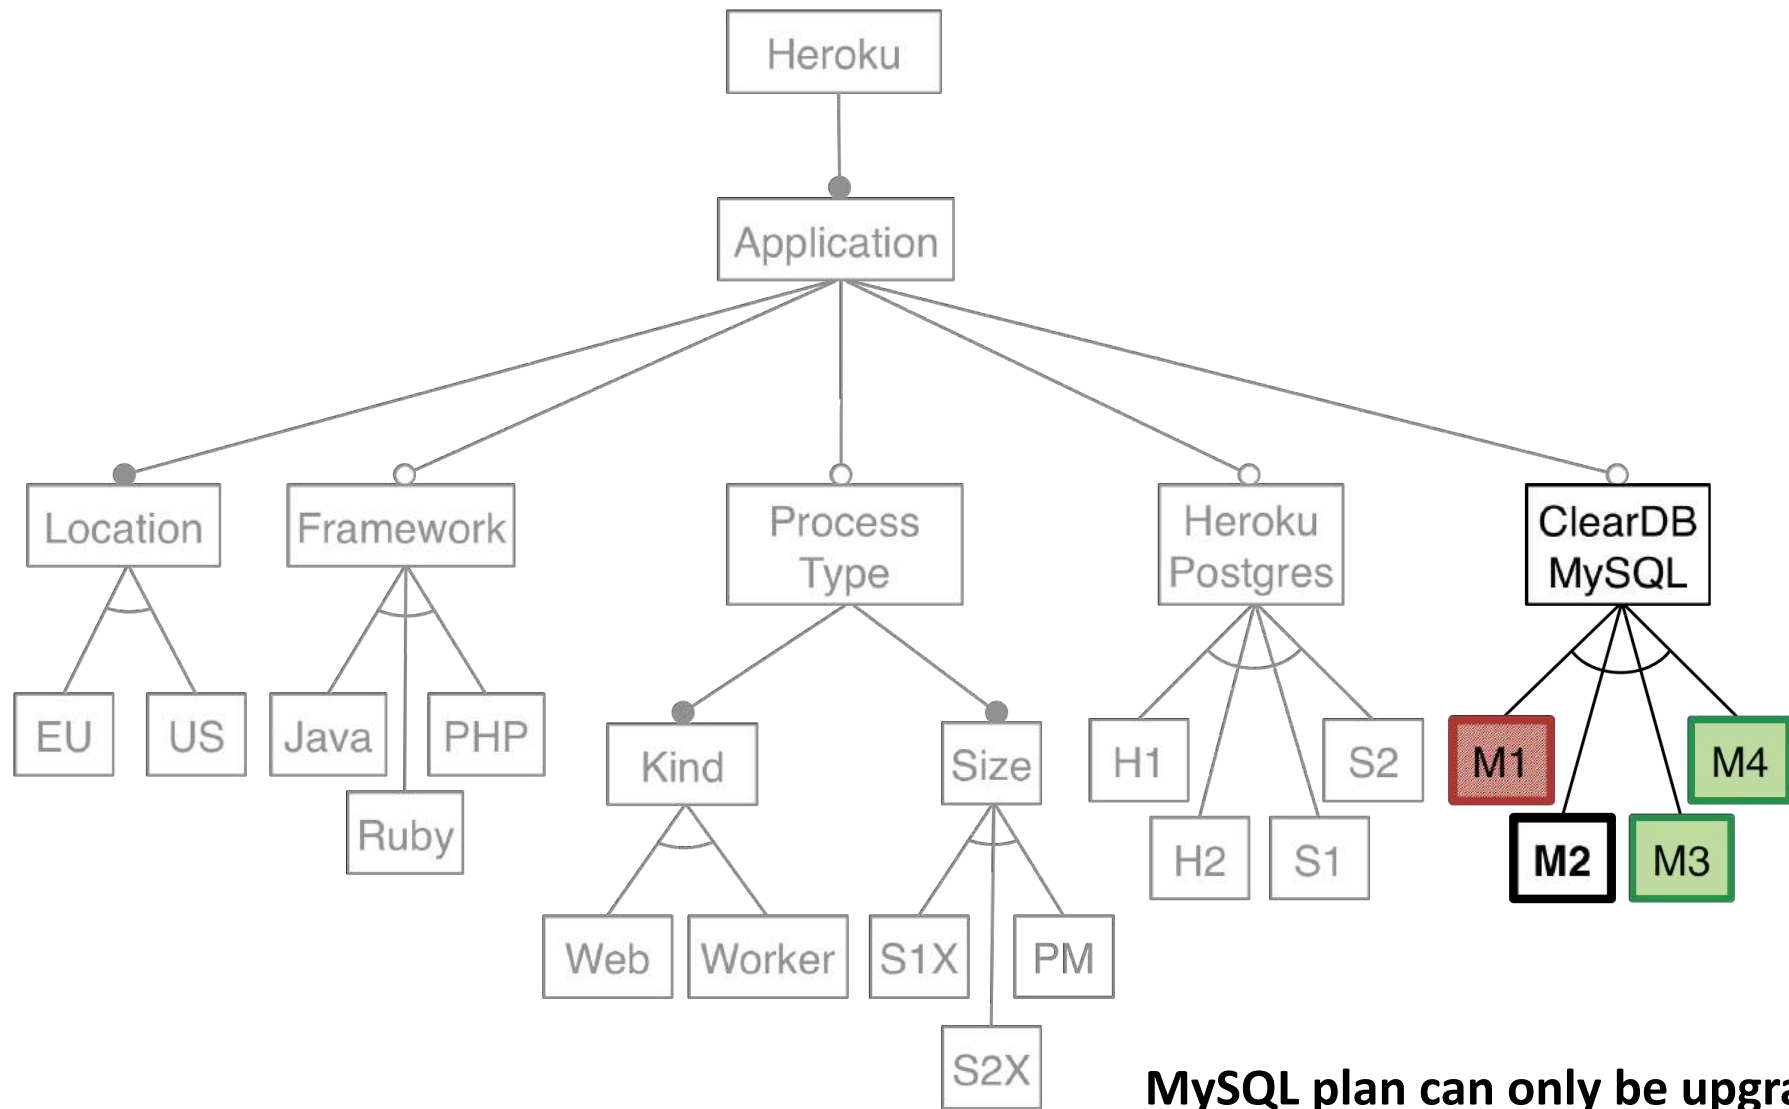 Heroku
Application
Location
Framework
Process
Type
Heroku
Postgres
ClearDB
MySQL
EU
US
Java
PHP
Ruby
Kind
Size
H1
S2
H2
S1
M1
M4
M2
M3
Web
Worker
S1X
PM
S2X
MySQL plan can only be